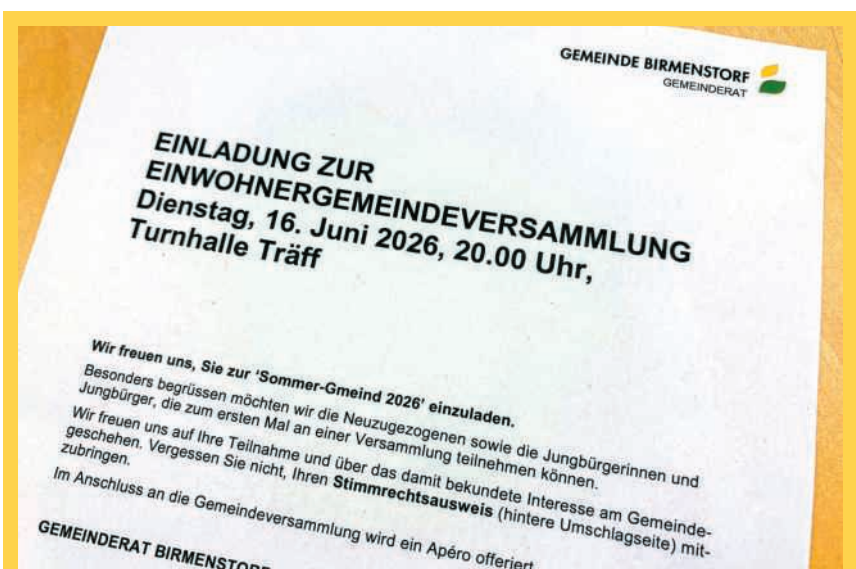 GEMEINDE BIRMENSTORF
GEMEINDERAT
EINLADUNG ZUR
EINWOHNERGEMEINDEVERSAMMLUNG
Dienstag, 16. Juni 2026, 20.00 Uhr,
Turnhalle Träff
Wir freuen uns, Sie zur 'Sommer-Gmeind 2026' einzuladen.
Besonders begrüssen möchten wir die Neuzugezogenen sowie die Jungbürgerinnen und
Jungbürger, die zum ersten Mal an einer Versammlung teilnehmen können.
Wir freuen uns auf Ihre Teilnahme und über das damit bekundete Interesse am Gemeinde-
geschehen. Vergessen Sie nicht, Ihren Stimmrechtsausweis (hintere Umschlagseite) mit-
zubringen.
Im Anschluss an die Gemeindeversammlung wird ein Apéro offeriert
GEMEINDERAT BIRMENSTORF